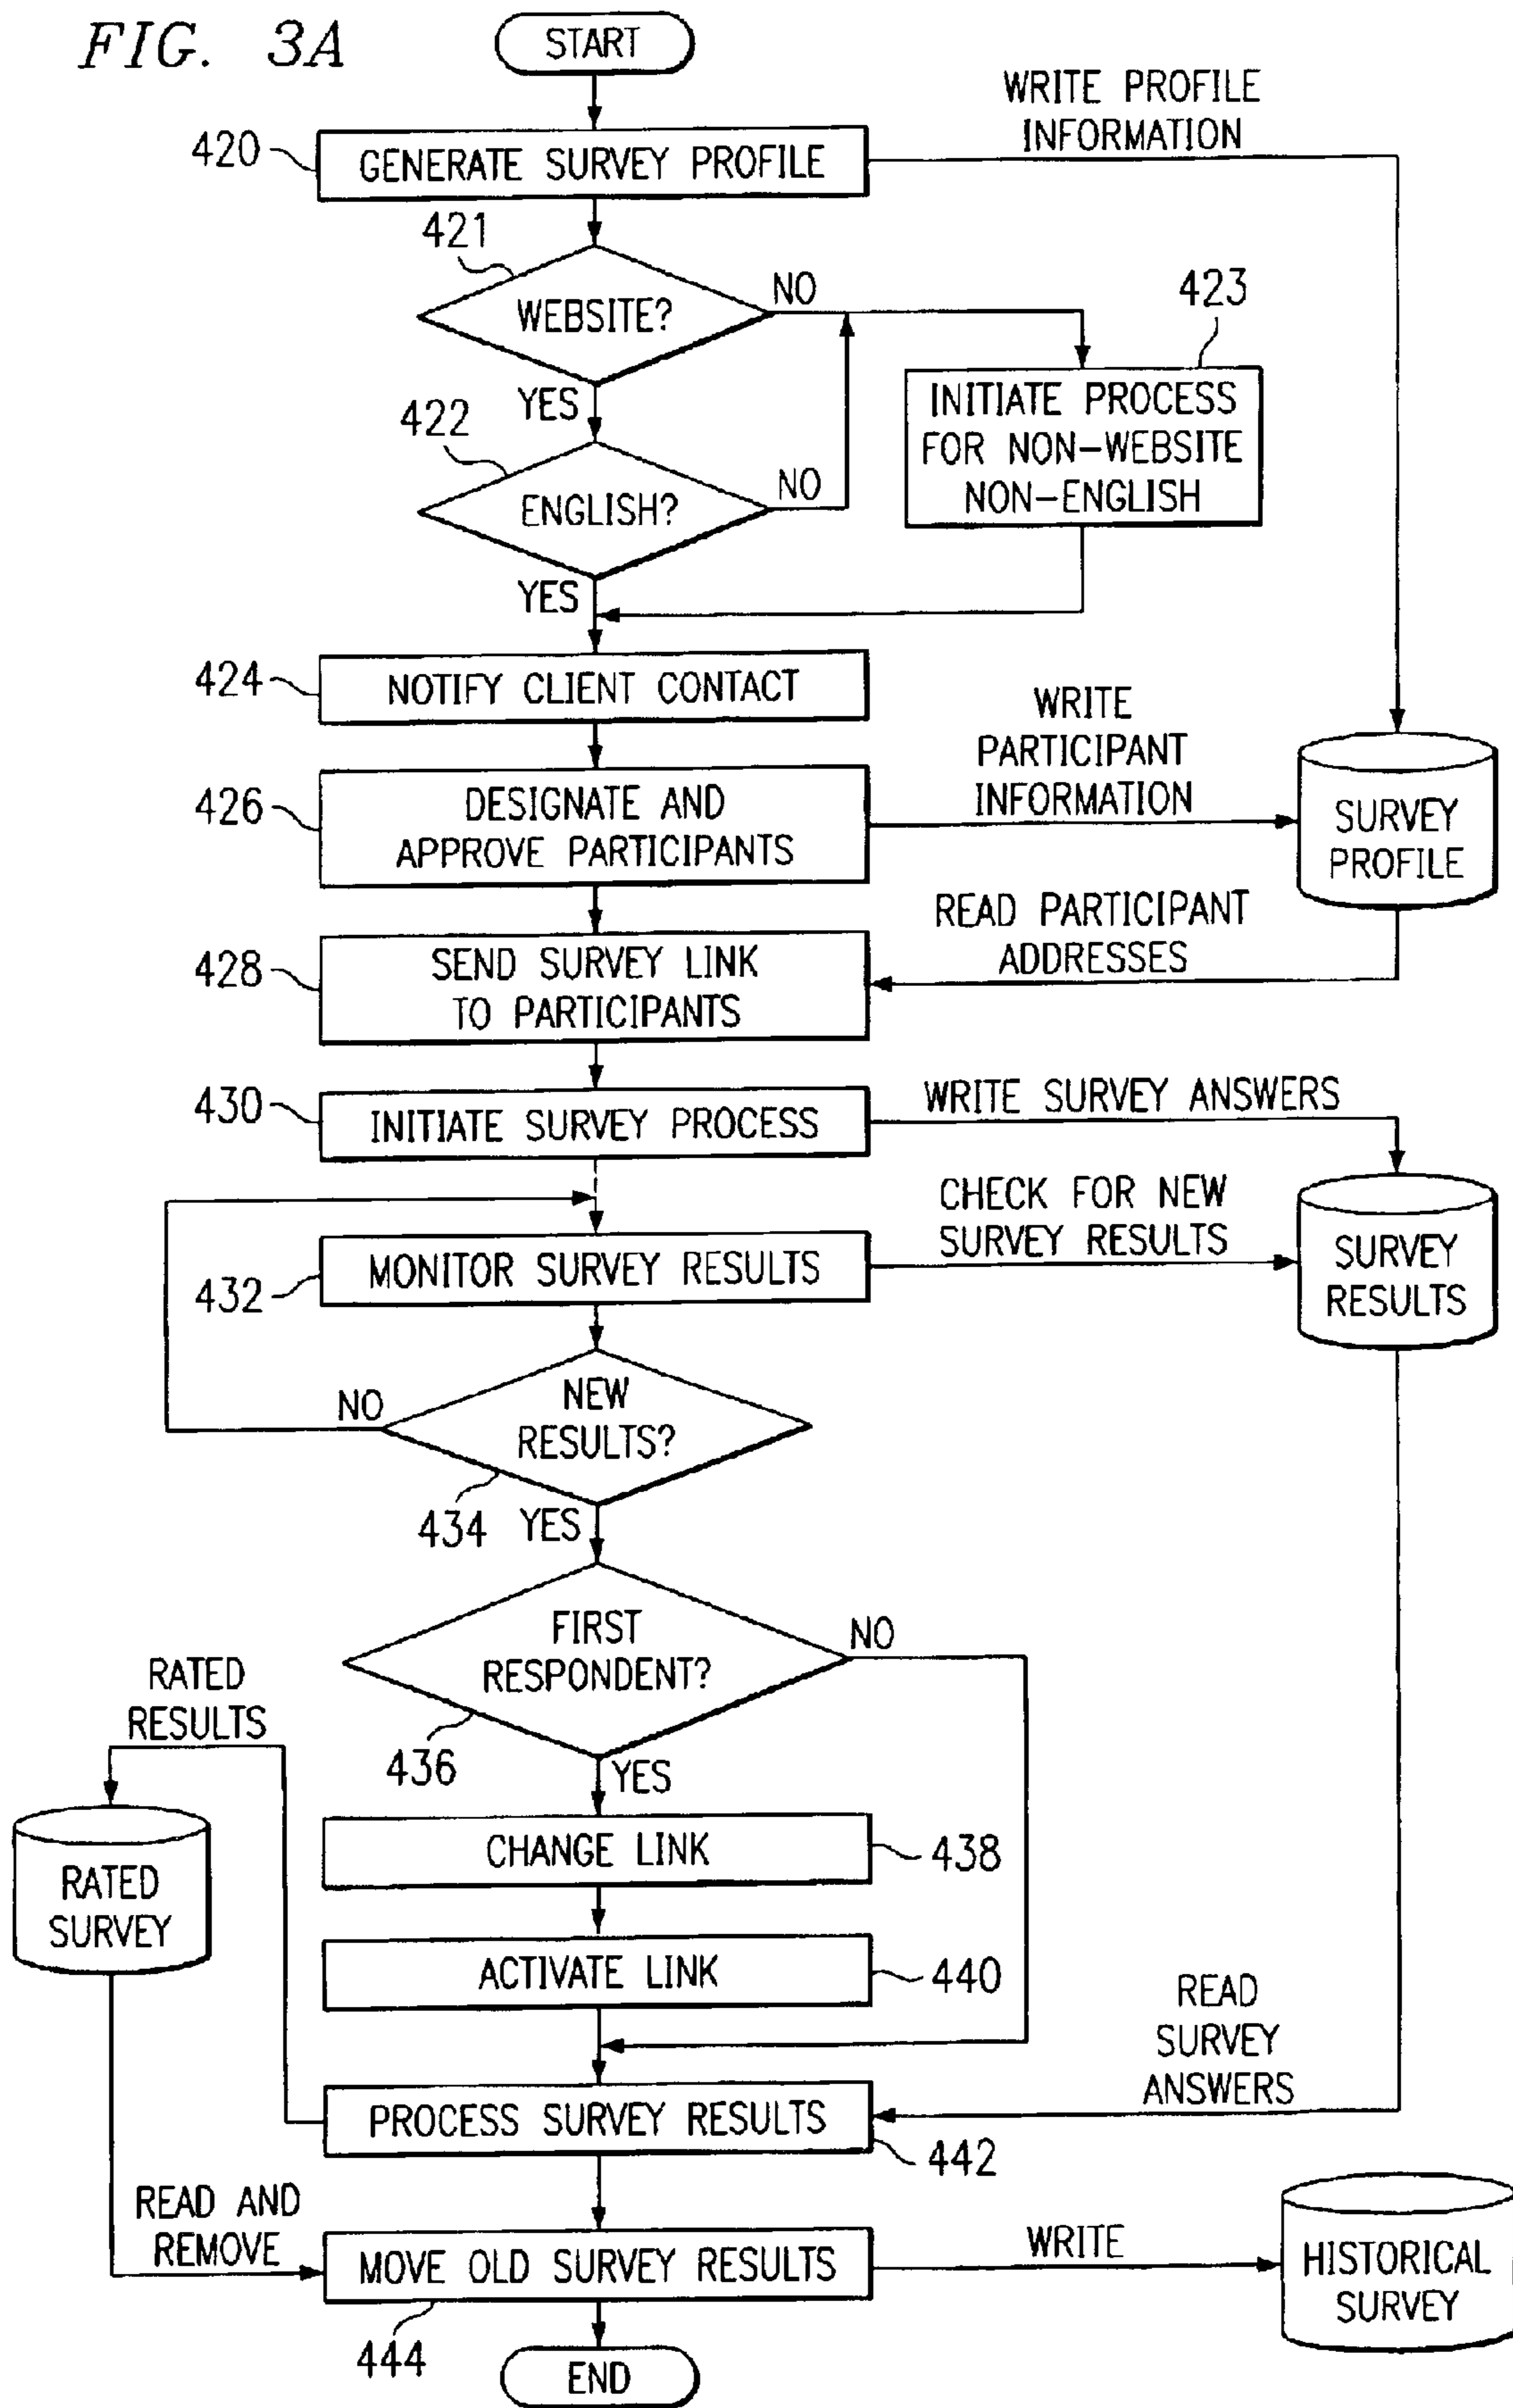 FIG. 3A
START
WRITE PROFILE
INFORMATION
420
GENERATE SURVEY PROFILE
421
WEBSITE?
NO
423
YES
INITIATE PROCESS
FOR NON-WEBSITE
NON-ENGLISH
422
ENGLISH?
NO
YES
424
NOTIFY CLIENT CONTACT
WRITE
PARTICIPANT
INFORMATION
426
DESIGNATE AND
APPROVE PARTICIPANTS
SURVEY
PROFILE
READ PARTICIPANT
ADDRESSES
428
SEND SURVEY LINK
TO PARTICIPANTS
430
INITIATE SURVEY PROCESS
WRITE SURVEY ANSWERS
CHECK FOR NEW
SURVEY RESULTS
432
MONITOR SURVEY RESULTS
SURVEY
RESULTS
NEW
RESULTS?
NO
434
YES
FIRST
RESPONDENT?
NO
RATED
RESULTS
436
YES
CHANGE LINK
438
RATED
SURVEY
ACTIVATE LINK
440
READ
SURVEY
ANSWERS
PROCESS SURVEY RESULTS
442
READ AND
REMOVE
MOVE OLD SURVEY RESULTS
WRITE
HISTORICAL
SURVEY
444
END